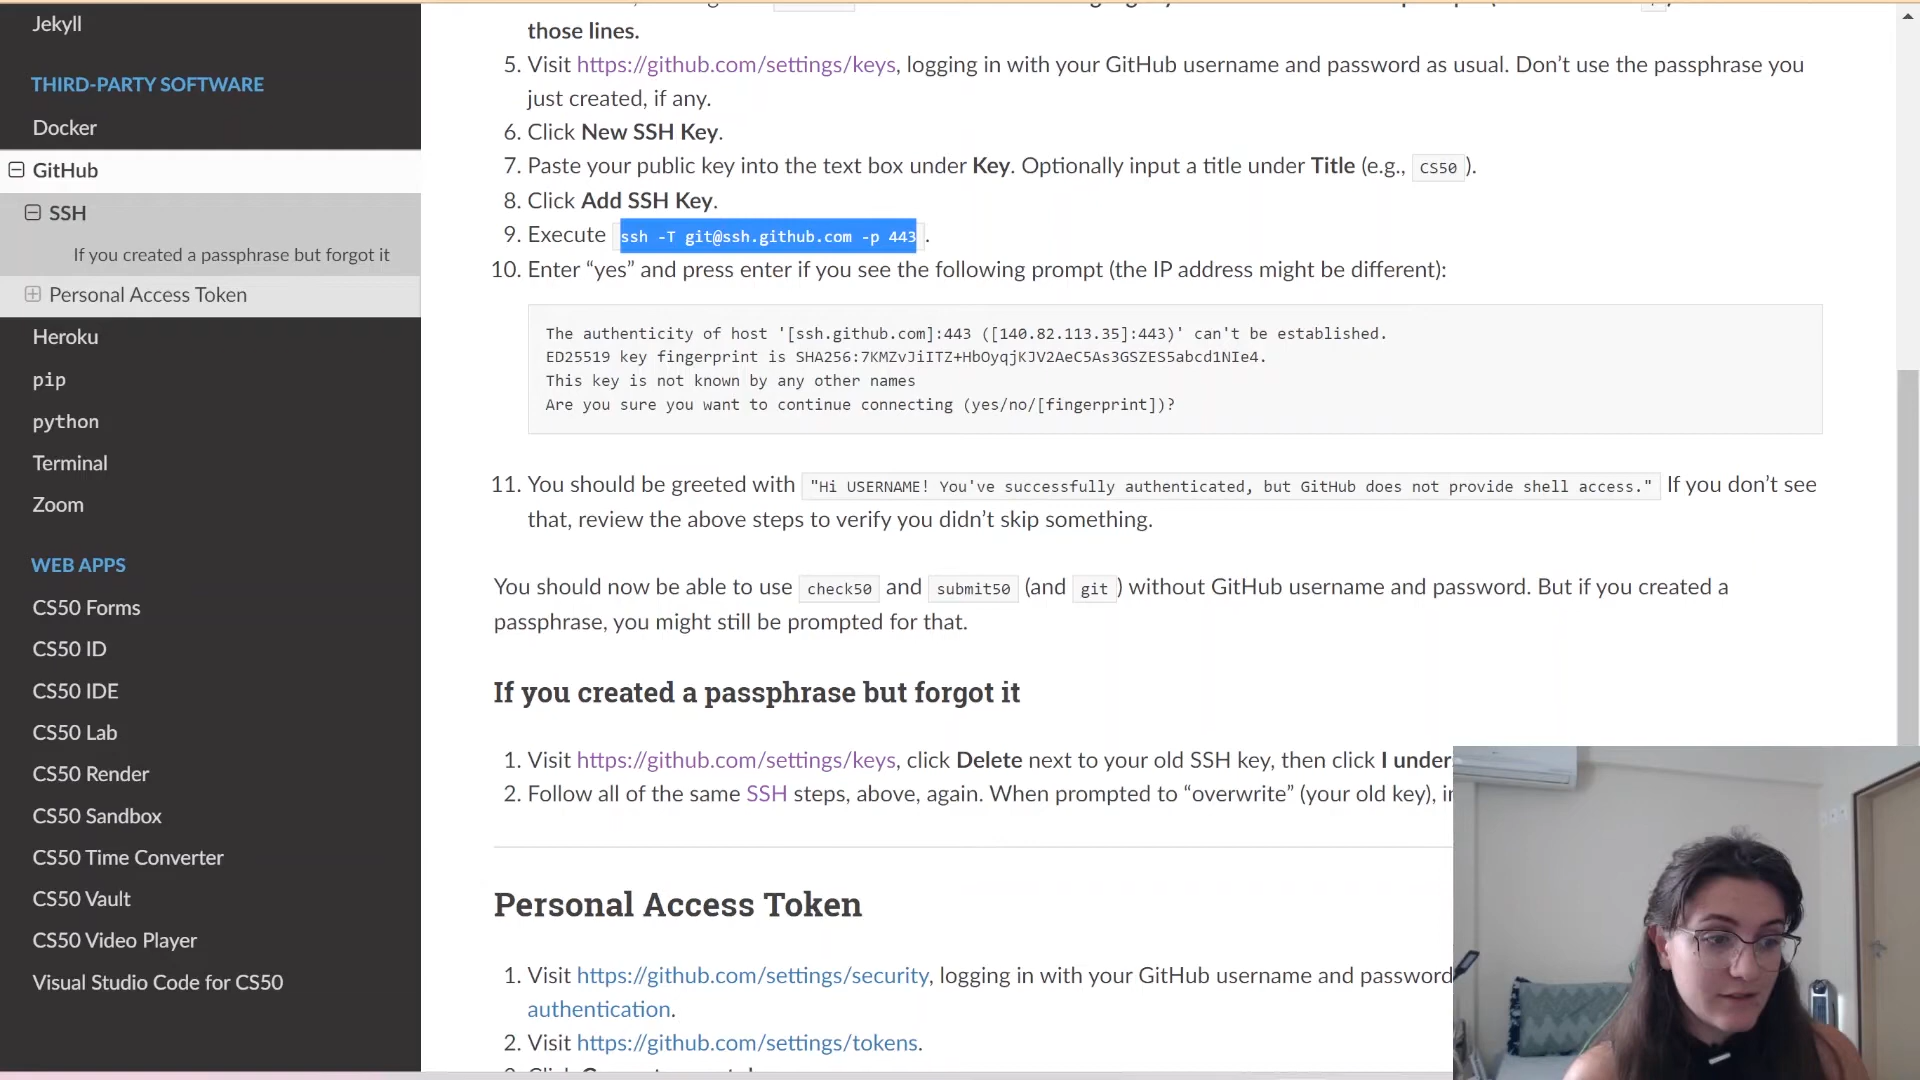 Jekyll
THIRD-PARTY SOFTWARE
Docker
GitHub
SSH
If you created a passphrase but forgot it
Personal Access Token
Heroku
pip
python
Terminal
Zoom
WEB APPS
CS50 Forms
CS50 ID
CS50 IDE
CS50 Lab
CS50 Render
CS50 Sandbox
CS50 Time Converter
CS50 Vault
CS50 Video Player
Visual Studio Code for CS50
those lines.
5. Visit https://github.com/settings/keys, logging in with your GitHub username and password as usual. Don’t use the passphrase you
just created, if any.
6. Click New SSH Key.
7. Paste your public key into the text box under Key. Optionally input a title under Title (e.g., CS50).
8. Click Add SSH Key.
9. Execute ssh -T git@ssh.github.com -p 443.
10. Enter “yes” and press enter if you see the following prompt (the IP address might be different):
The authenticity of host '[ssh.github.com]:443 ([140.82.113.35]:443)' can't be established.
ED25519 key fingerprint is SHA256:7KMZvJiITZ+HbOyqjKJV2AeC5As3GSZES5abcd1NIe4.
This key is not known by any other names
Are you sure you want to continue connecting (yes/no/[fingerprint])?
11. You should be greeted with "Hi USERNAME! You've successfully authenticated, but GitHub does not provide shell access." If you don’t see
that, review the above steps to verify you didn’t skip something.
You should now be able to use check50 and submit50 (and git) without GitHub username and password. But if you created a
passphrase, you might still be prompted for that.
If you created a passphrase but forgot it
1. Visit https://github.com/settings/keys, click Delete next to your old SSH key, then click I under
2. Follow all of the same SSH steps, above, again. When prompted to “overwrite” (your old key),
Personal Access Token
1. Visit https://github.com/settings/security, logging in with your GitHub username and password
authentication.
2. Visit https://github.com/settings/tokens.